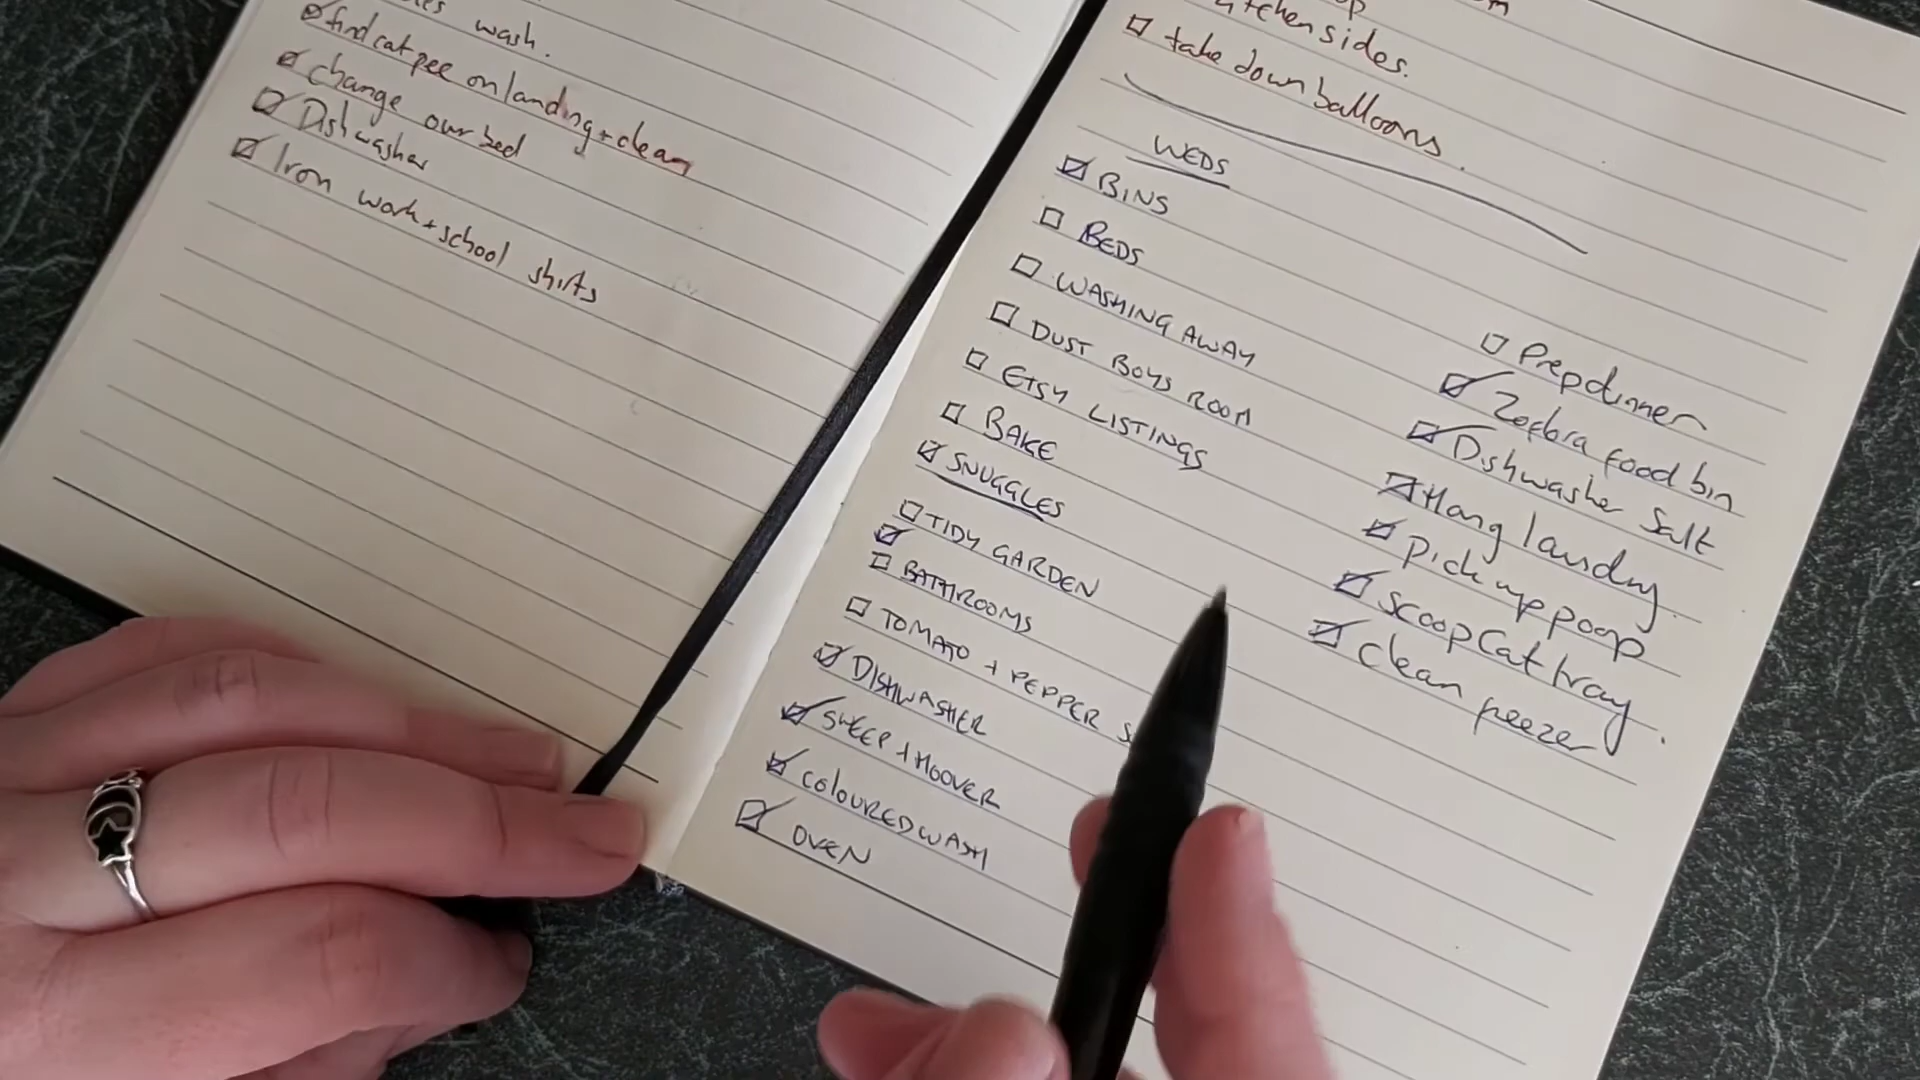 wash.
find cat pee on landing + clean
change our bed
Dishwasher
Iron work + school shirts
kitchen sides.
take down balloons.
WEDS
BINS
BEDS
WASHING AWAY
DUST BOYS ROOM
ETSY LISTINGS
BAKE
SNUGGLES
TIDY GARDEN
BATHROOMS
TOMATO + PEPPER
DISHWASHER
SWEEP + HOOVER
COLOURED WASH
OVEN
Prep dinner
Zoflora food bin
Dishwasher Salt
Hang laundry
pick up poop
scoop Cat tray
clean freezer